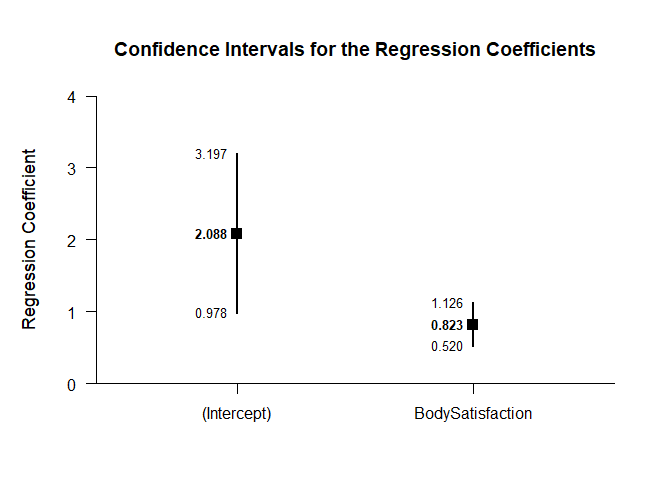 Confidence Intervals for the Regression Coefficients
Regression Coefficient
4
3
2
1
0
3.197
2.088
0.978
1.126
0.823
0.520
(Intercept)
BodySatisfaction